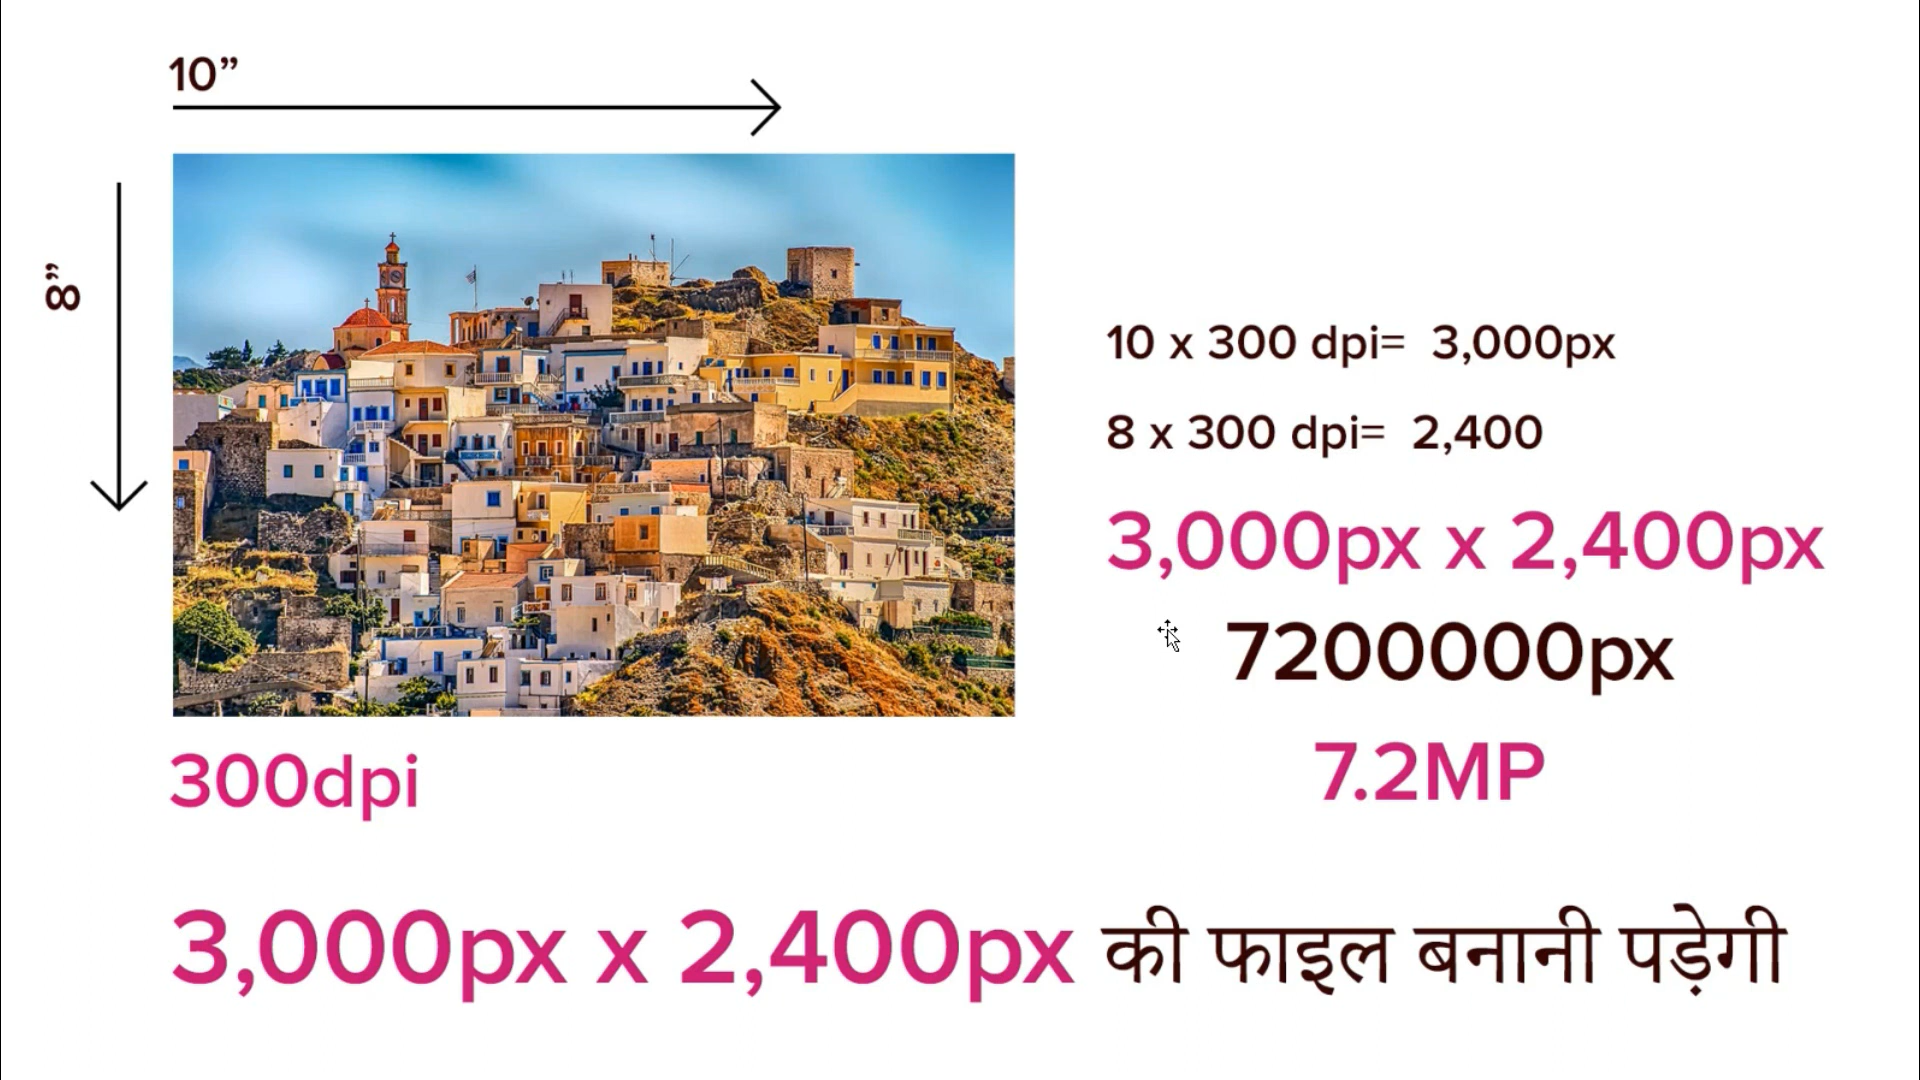 10”
8”
10 x 300 dpi= 3,000px
8 x 300 dpi= 2,400
3,000px x 2,400px
7200000px
7.2MP
300dpi
3,000px x 2,400px की फाइल बनानी पड़ेगी